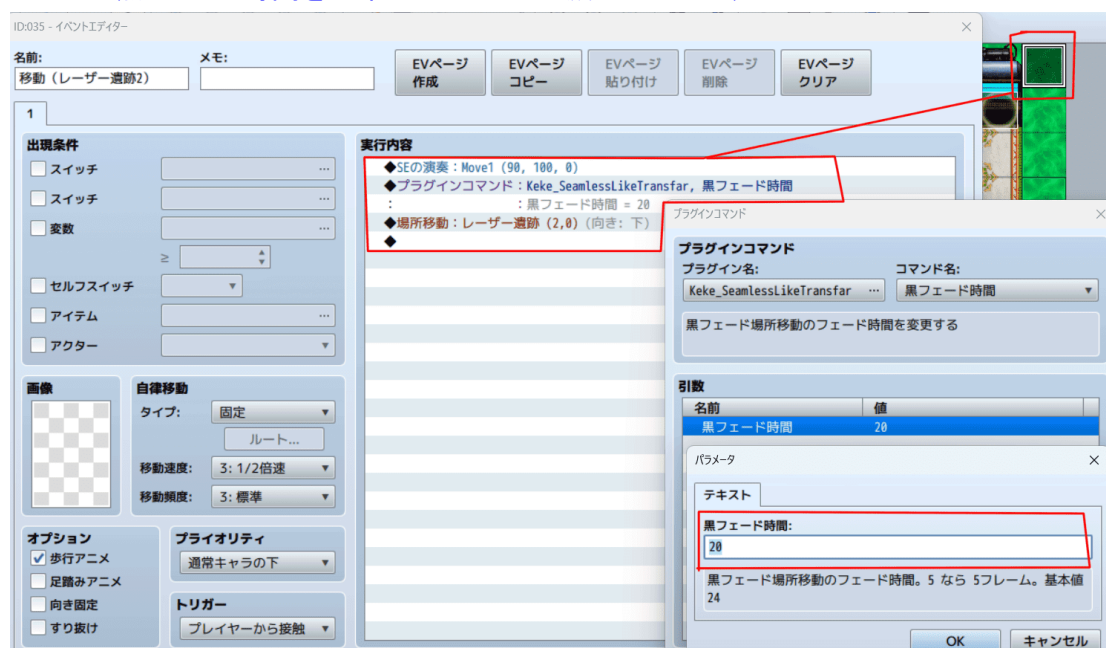 ID:035 - イベントエディター
名前:
メモ:
移動（レーザー遺跡2）
EVページ
作成
EVページ
コピー
EVページ
貼り付け
EVページ
削除
EVページ
クリア
1
出現条件
スイッチ
スイッチ
変数
≥
セルフスイッチ
アイテム
アクター
画像
自律移動
タイプ:
固定
ルート...
移動速度:
3: 1/2倍速
移動頻度:
3: 標準
オプション
歩行アニメ
足踏みアニメ
向き固定
すり抜け
プライオリティ
通常キャラの下
トリガー
プレイヤーから接触
実行内容
◆SEの演奏：Move1 (90, 100, 0)
◆プラグインコマンド：Keke_SeamlessLikeTransfar, 黒フェード時間
：　　　　　　　　：黒フェード時間 = 20
◆場所移動：レーザー遺跡 (2,0) (向き: 下)
◆
プラグインコマンド
プラグインコマンド
プラグイン名:
コマンド名:
Keke_SeamlessLikeTransfar ...
黒フェード時間
黒フェード場所移動のフェード時間を変更する
引数
名前
値
黒フェード時間
20
パラメータ
テキスト
黒フェード時間:
20
黒フェード場所移動のフェード時間。5 なら 5フレーム。基本値
24
OK
キャンセル